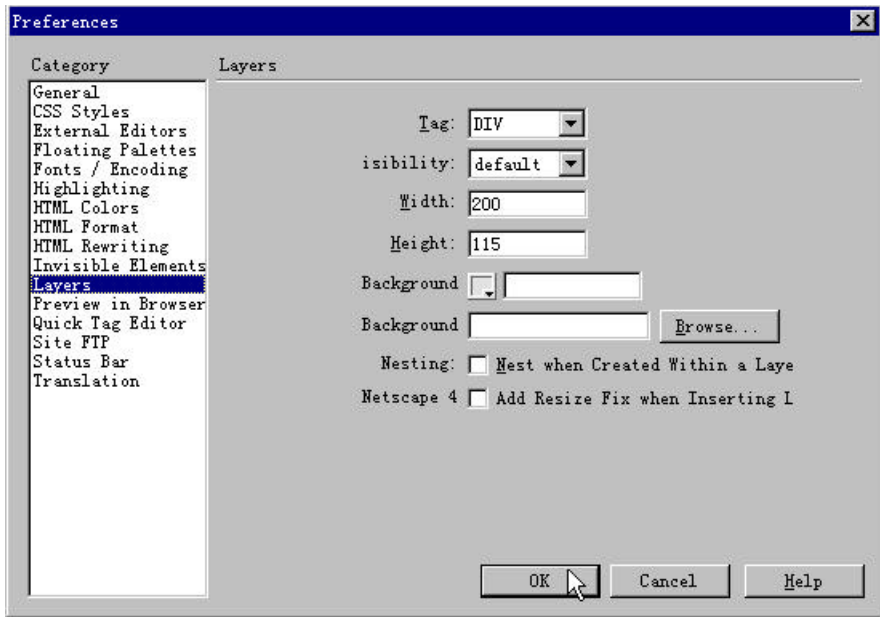 Preferences
Category
General
CSS Styles
External Editors
Floating Palettes
Fonts / Encoding
Highlighting
HTML Colors
HTML Format
HTML Rewriting
Invisible Elements
Layers
Preview in Browser
Quick Tag Editor
Site FTP
Status Bar
Translation
Layers
Tag: DIV
isibility: default
Width: 200
Height: 115
Background
Background Browse...
Nesting: Nest when Created Within a Laye
Netscape 4 Add Resize Fix when Inserting L
OK Cancel Help